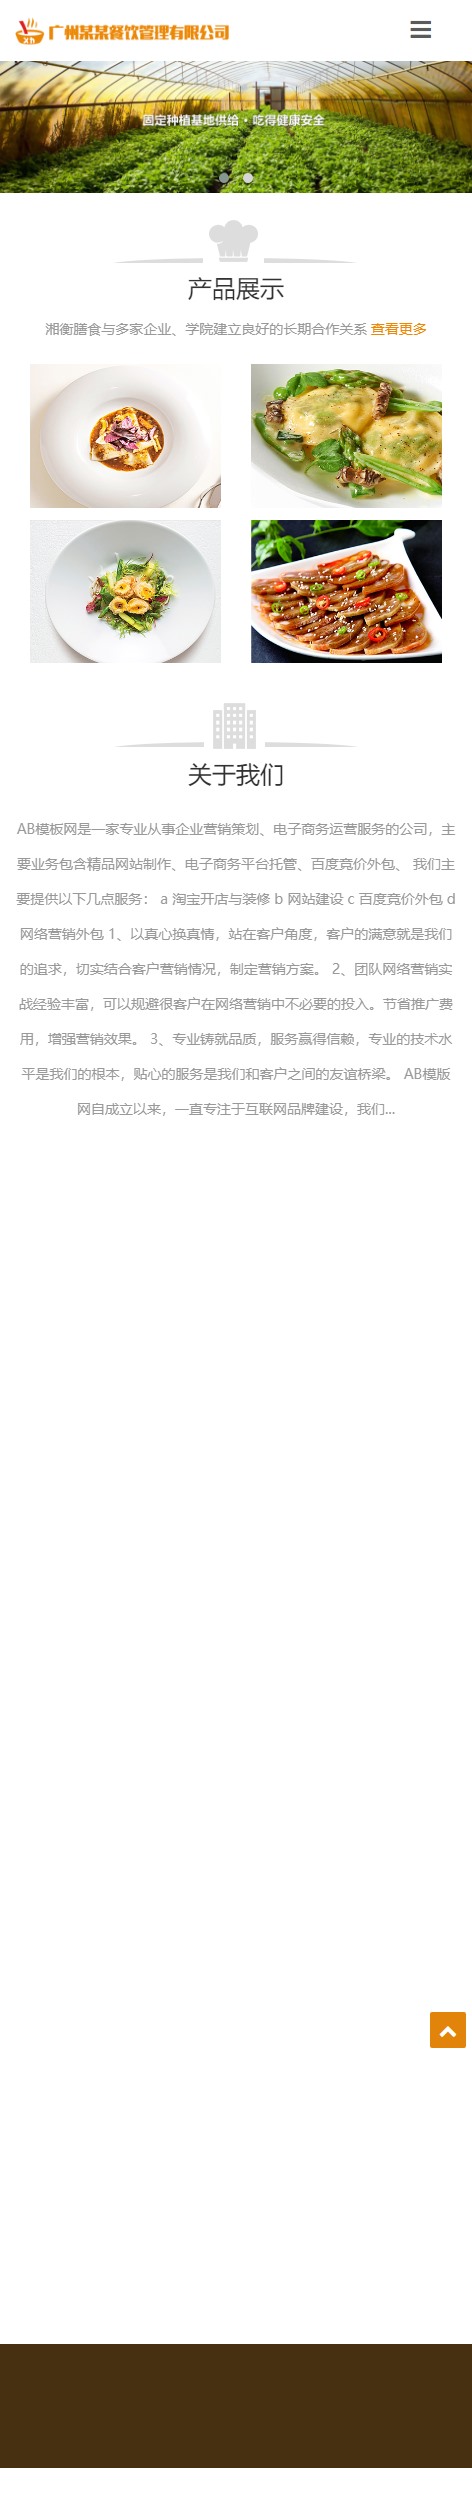 广州某某餐饮管理有限公司
固定种植基地供给·吃得健康安全
产品展示
湘衡膳食与多家企业、学院建立良好的长期合作关系 查看更多
关于我们
AB模板网是一家专业从事企业营销策划、电子商务运营服务的公司，主
要业务包含精品网站制作、电子商务平台托管、百度竞价外包、 我们主
要提供以下几点服务： a 淘宝开店与装修 b 网站建设 c 百度竞价外包 d
网络营销外包 1、以真心换真情，站在客户角度，客户的满意就是我们
的追求，切实结合客户营销情况，制定营销方案。 2、团队网络营销实
战经验丰富，可以规避很客户在网络营销中不必要的投入。节省推广费
用，增强营销效果。 3、专业铸就品质，服务赢得信赖，专业的技术水
平是我们的根本，贴心的服务是我们和客户之间的友谊桥梁。 AB模版
网自成立以来，一直专注于互联网品牌建设，我们...